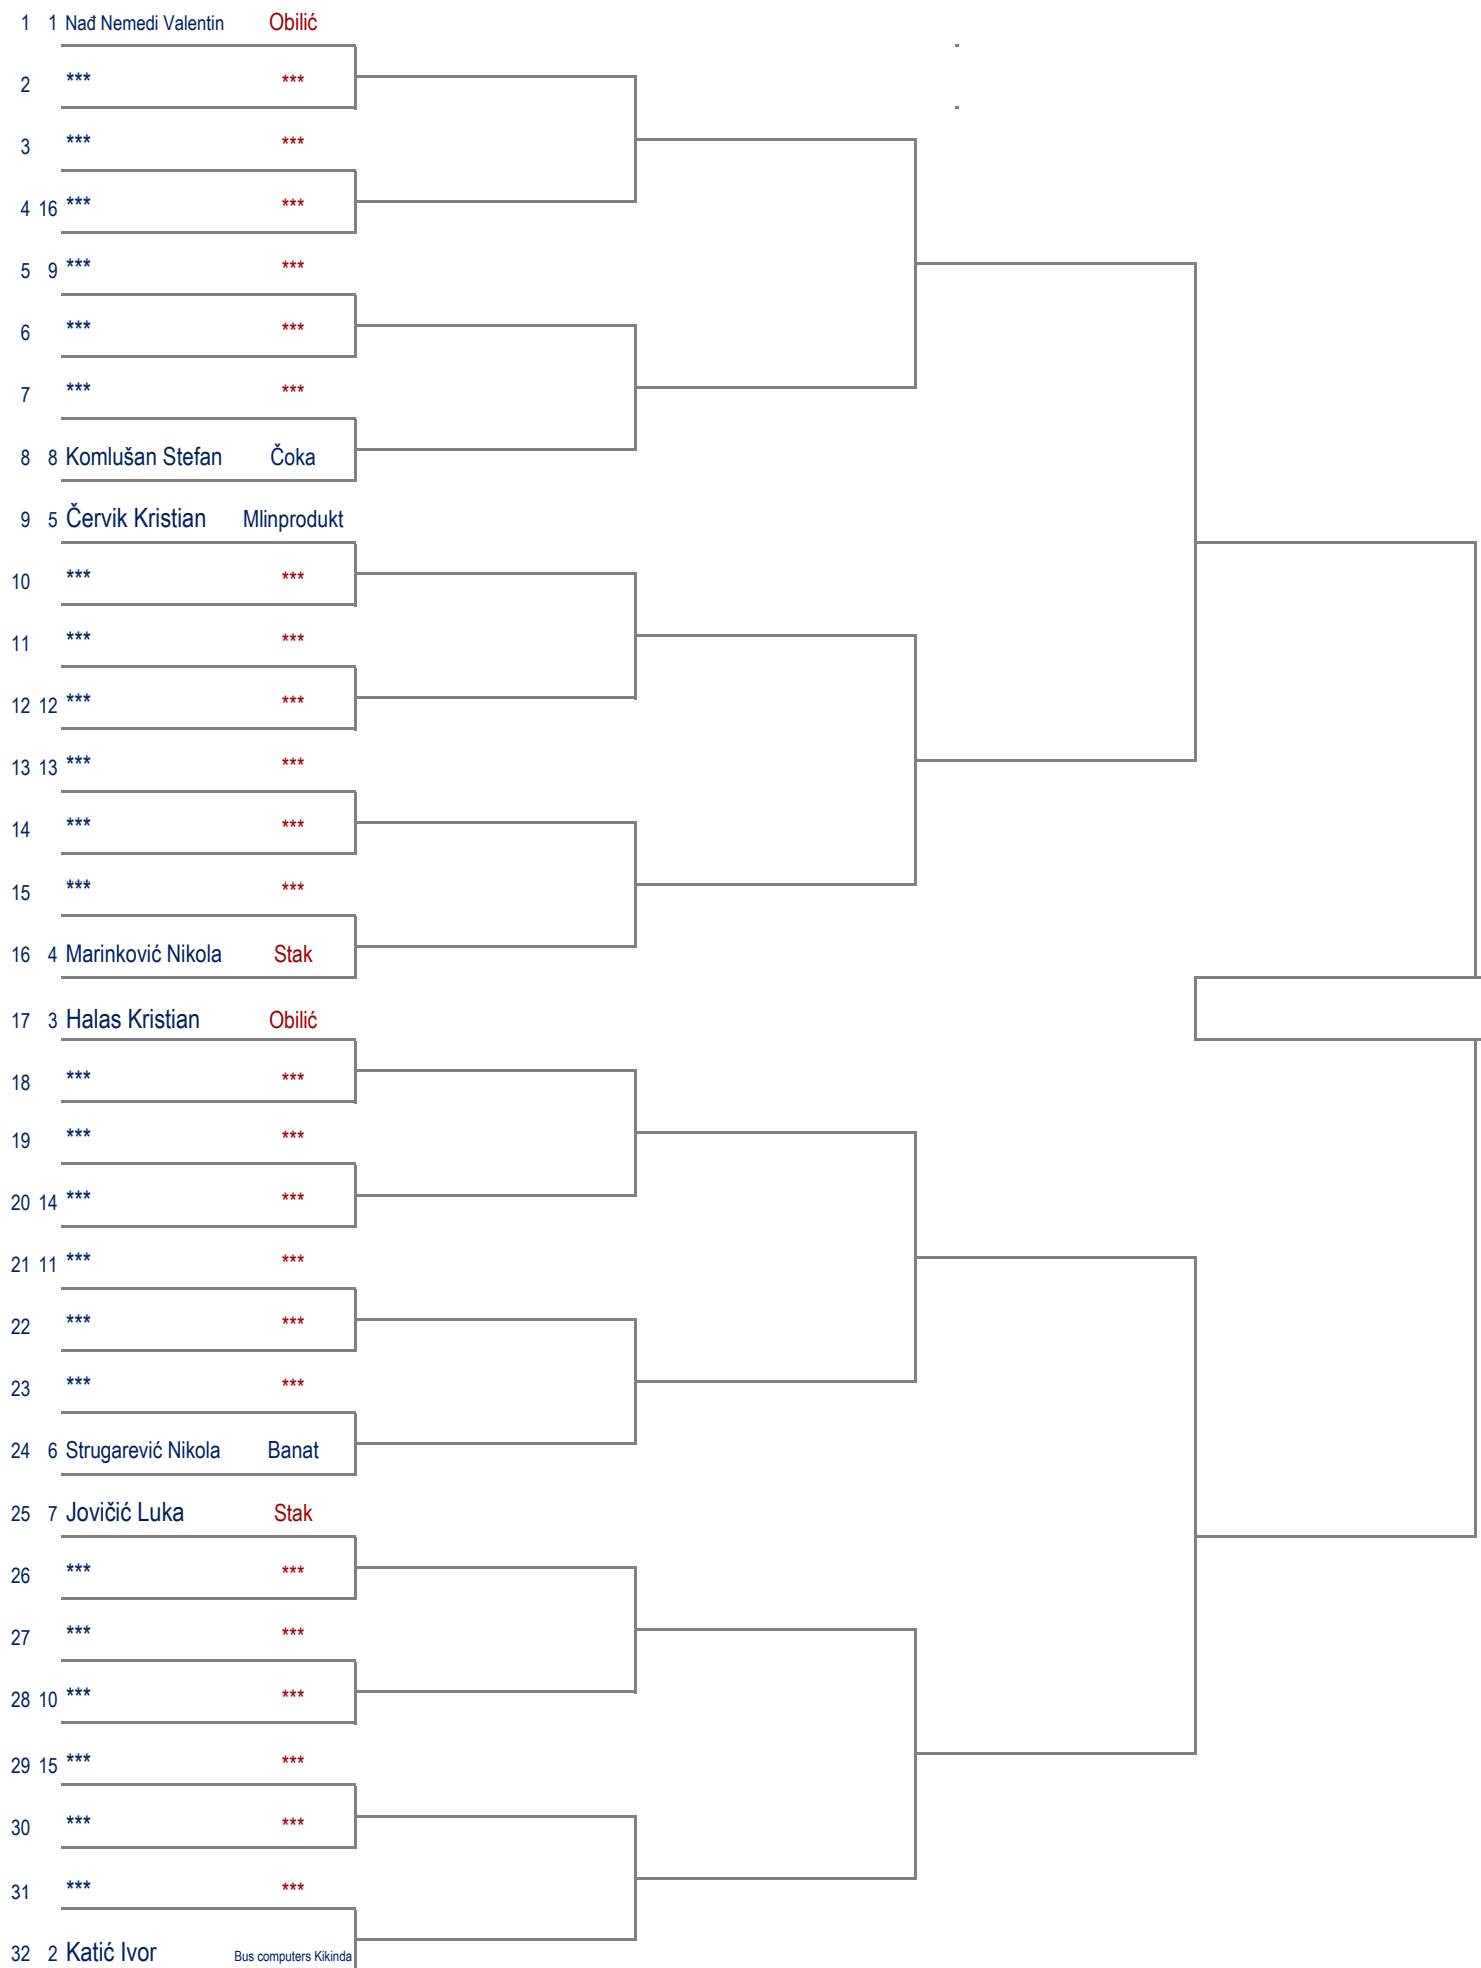 1 1 Nađ Nemedi Valentin Obilić
2 *** ***
3 *** ***
4 16 *** ***
5 9 *** ***
6 *** ***
7 *** ***
8 8 Komlušan Stefan Čoka
9 5 Červik Kristian Mlinprodukt
10 *** ***
11 *** ***
12 12 *** ***
13 13 *** ***
14 *** ***
15 *** ***
16 4 Marinković Nikola Stak
17 3 Halas Kristian Obilić
18 *** ***
19 *** ***
20 14 *** ***
21 11 *** ***
22 *** ***
23 *** ***
24 6 Strugarević Nikola Banat
25 7 Jovičić Luka Stak
26 *** ***
27 *** ***
28 10 *** ***
29 15 *** ***
30 *** ***
31 *** ***
32 2 Katić Ivor Bus computers Kikinda